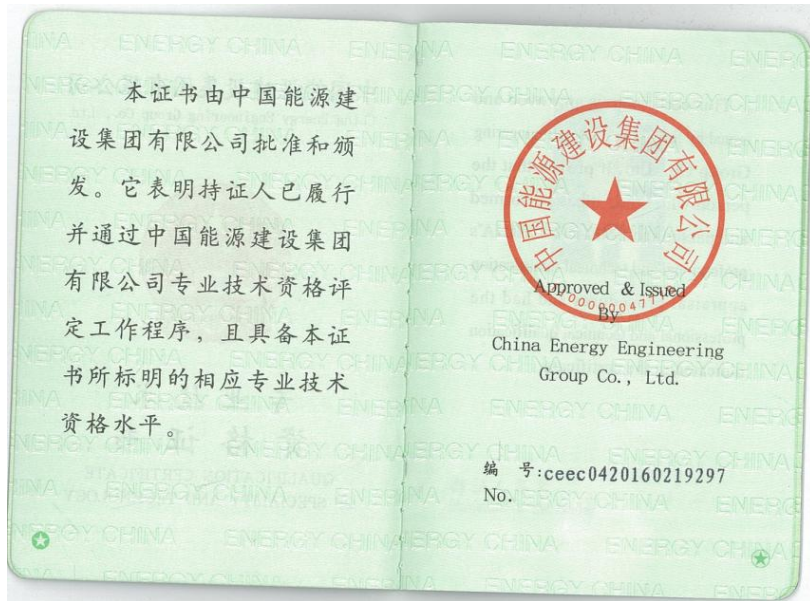 本证书由中国能源建
设集团有限公司批准和颁
发。它表明持证人已履行
并通过中国能源建设集团
有限公司专业技术资格评
定工作程序，且具备本证
书所标明的相应专业技术
资格水平。
中国能源建设集团有限公司
Approved & Issued
By
China Energy Engineering
Group Co., Ltd.
编 号:ceec0420160219297
No.
ENERGY CHINA